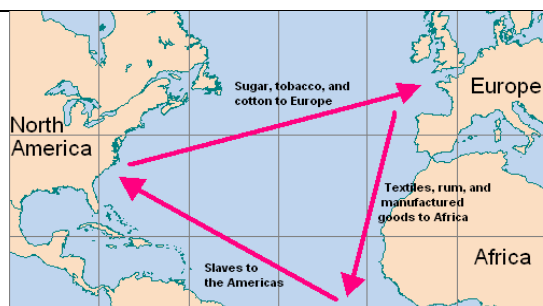 Sugar, tobacco, and
cotton to Europe
Europe
North
America
Textiles, rum, and
manufactured
goods to Africa
Africa
Slaves to
the Americas